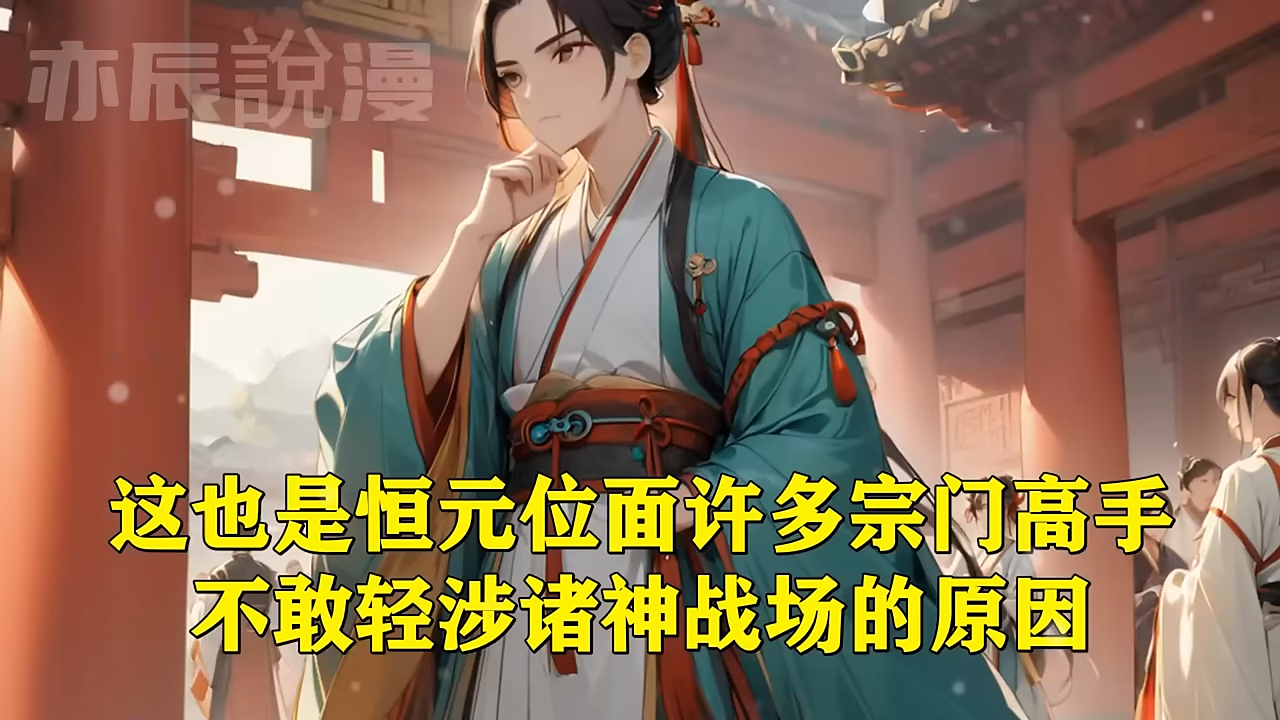 亦辰說漫
这也是恒元位面许多宗门高手
不敢轻涉诸神战场的原因